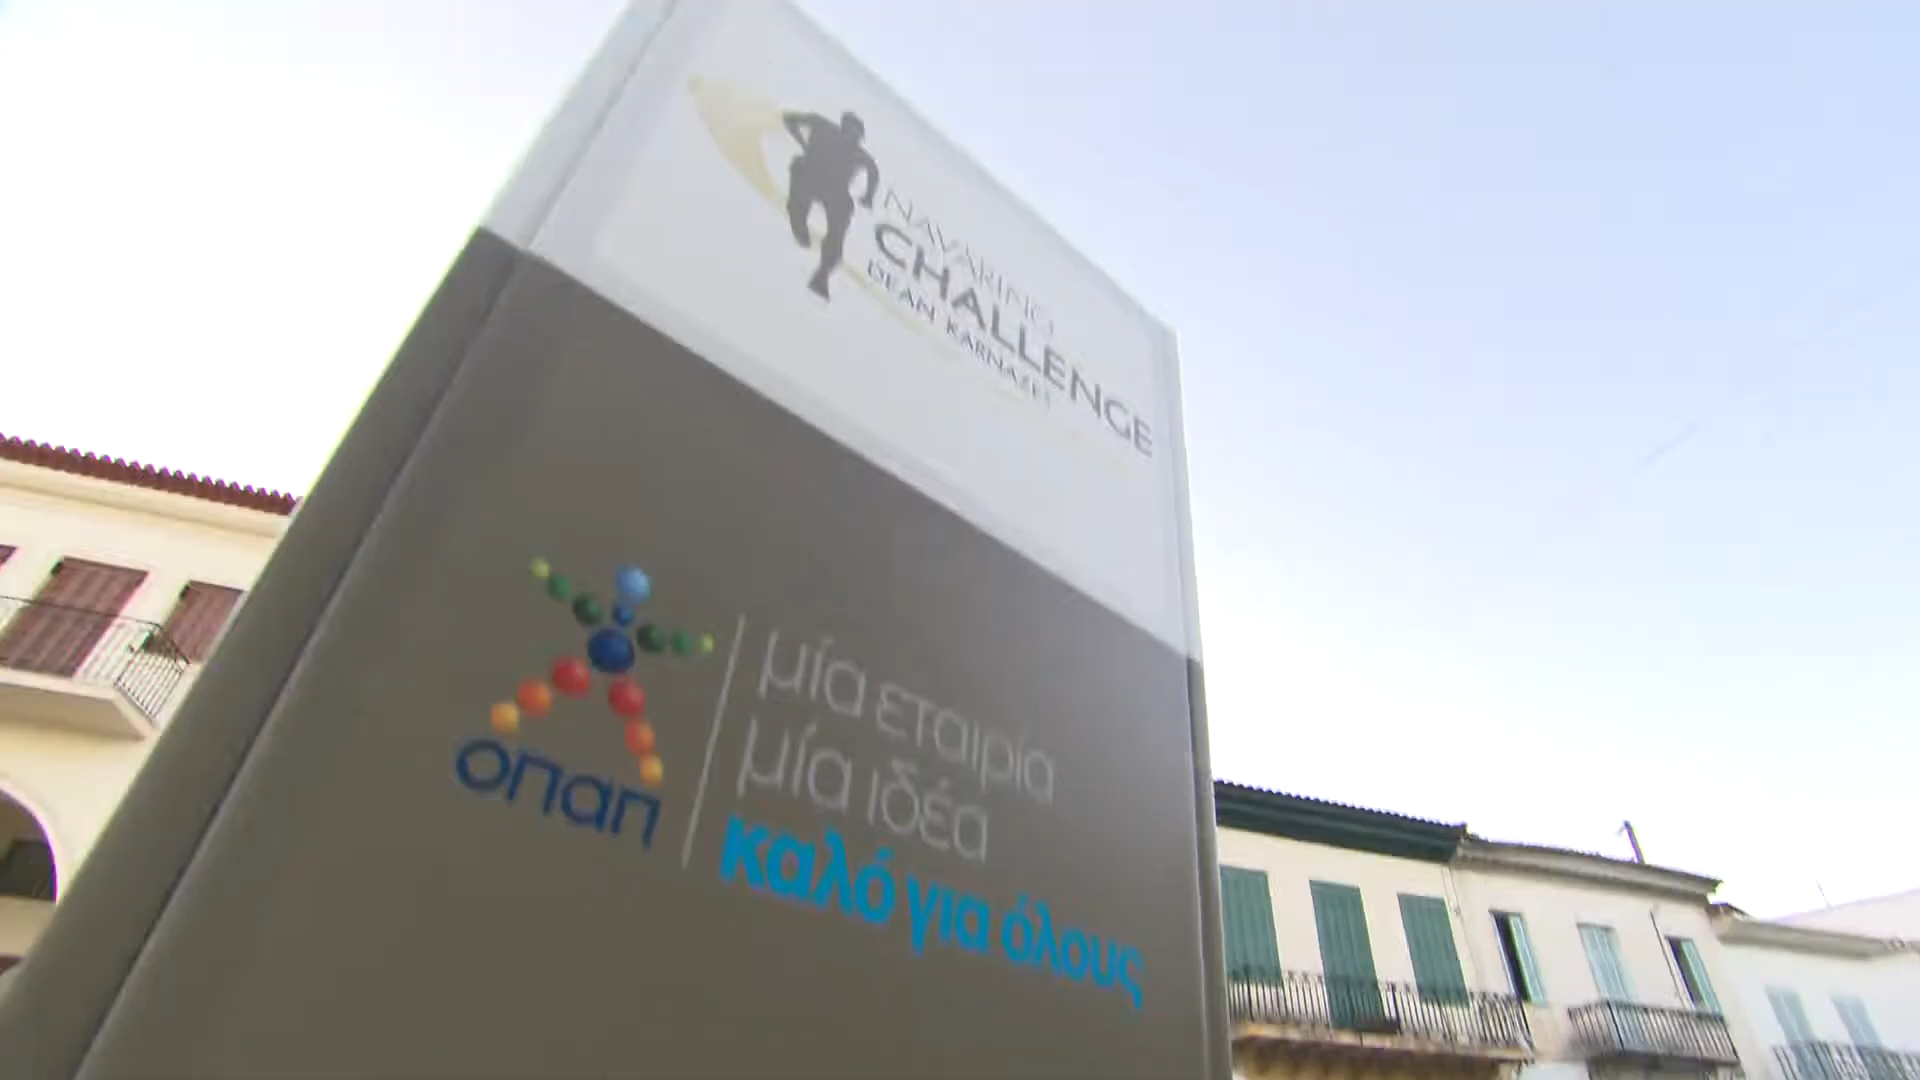 NAVARINO
CHALLENGE
DEAN KARNAZES
οπαπ
μία εταιρία
μία ιδέα
καλό για όλους